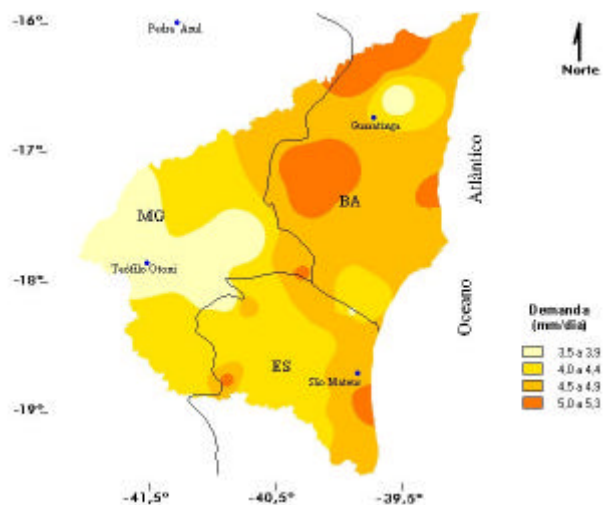 -16°
Pedra Azul
Norte
-17°
Guaratinga
Atlântico
MG
BA
Teófilo Otoni
-18°
Oceano
Demanda
(mm/dia)
3,5 a 3,9
4,0 a 4,4
4,5 a 4,9
5,0 a 5,3
ES
São Mateus
-19°
-41,5°
-40,5°
-39,5°